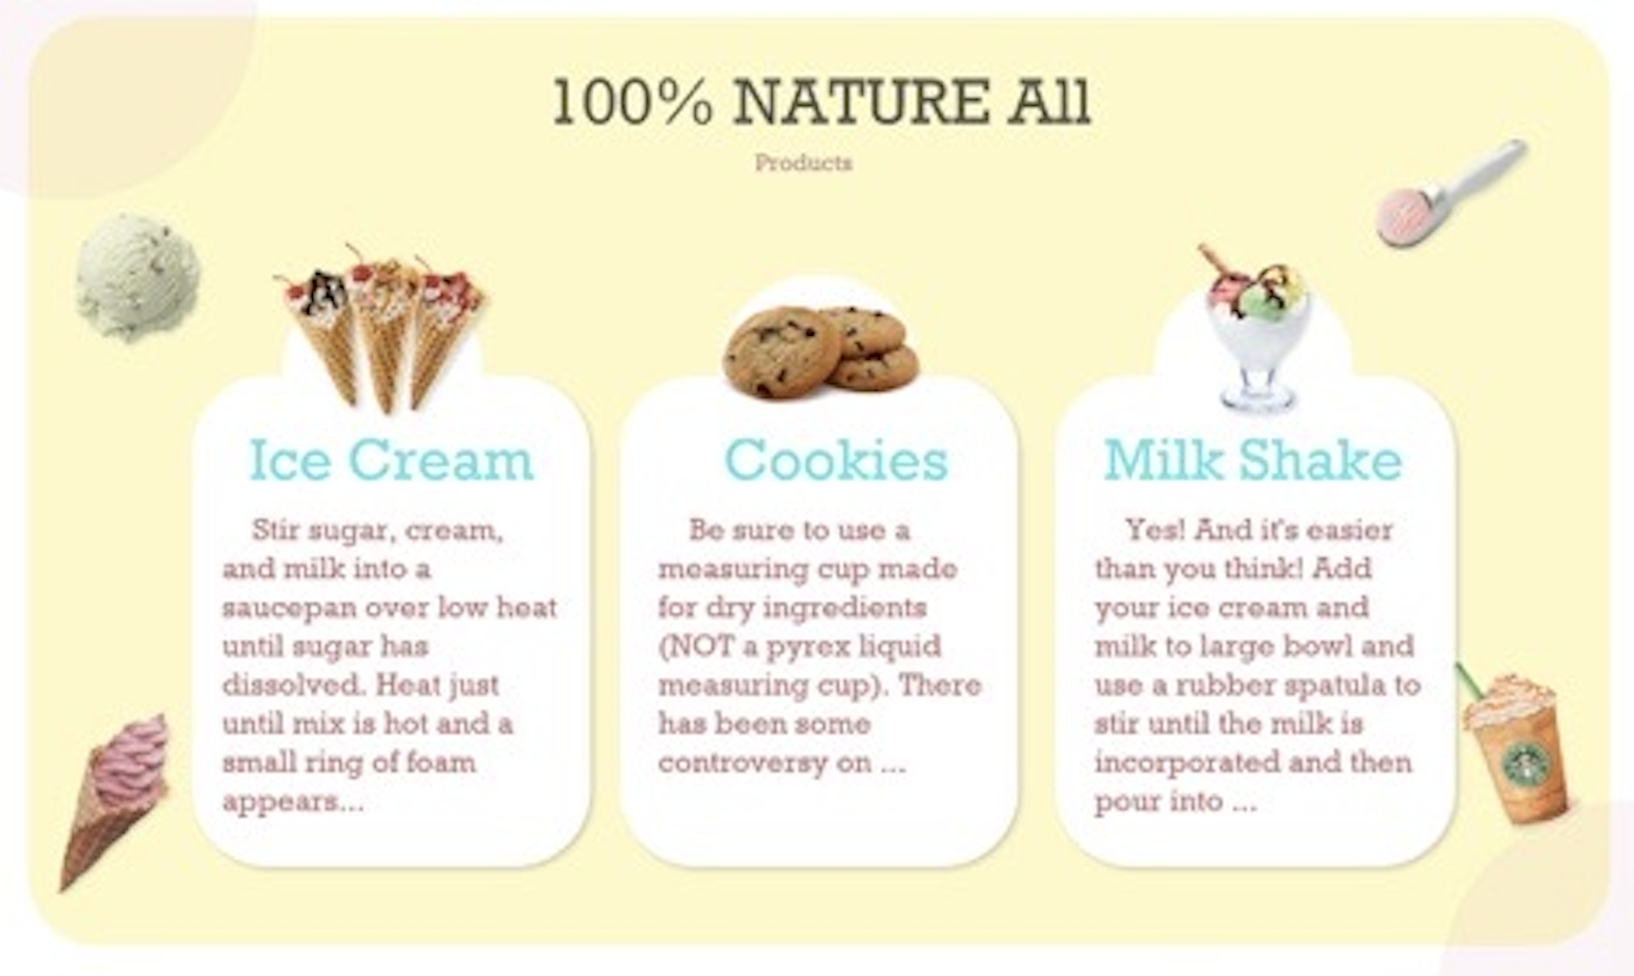 100% NATURE All
Products
Ice Cream
Stir sugar, cream,
and milk into a
saucepan over low heat
until sugar has
dissolved. Heat just
until mix is hot and a
small ring of foam
appears...
Cookies
Be sure to use a
measuring cup made
for dry ingredients
(NOT a pyrex liquid
measuring cup). There
has been some
controversy on ...
Milk Shake
Yes! And it's easier
than you think! Add
your ice cream and
milk to large bowl and
use a rubber spatula to
stir until the milk is
incorporated and then
pour into ...